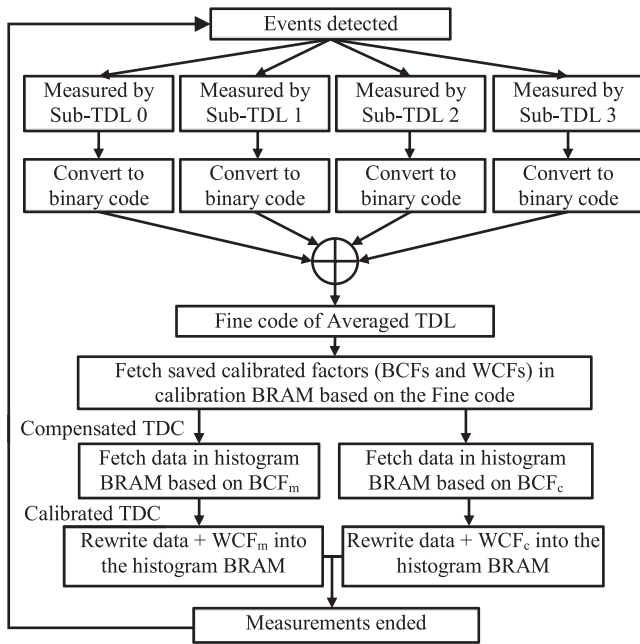 Events detected
Measured by
Sub-TDL 0
Measured by
Sub-TDL 1
Measured by
Sub-TDL 2
Measured by
Sub-TDL 3
Convert to
binary code
Convert to
binary code
Convert to
binary code
Convert to
binary code
Fine code of Averaged TDL
Fetch saved calibrated factors (BCFs and WCFs) in
calibration BRAM based on the Fine code
Compensated TDC
Fetch data in histogram
BRAM based on BCFm
Fetch data in histogram
BRAM based on BCFc
Calibrated TDC
Rewrite data + WCFm into
the histogram BRAM
Rewrite data + WCFc into the
histogram BRAM
Measurements ended